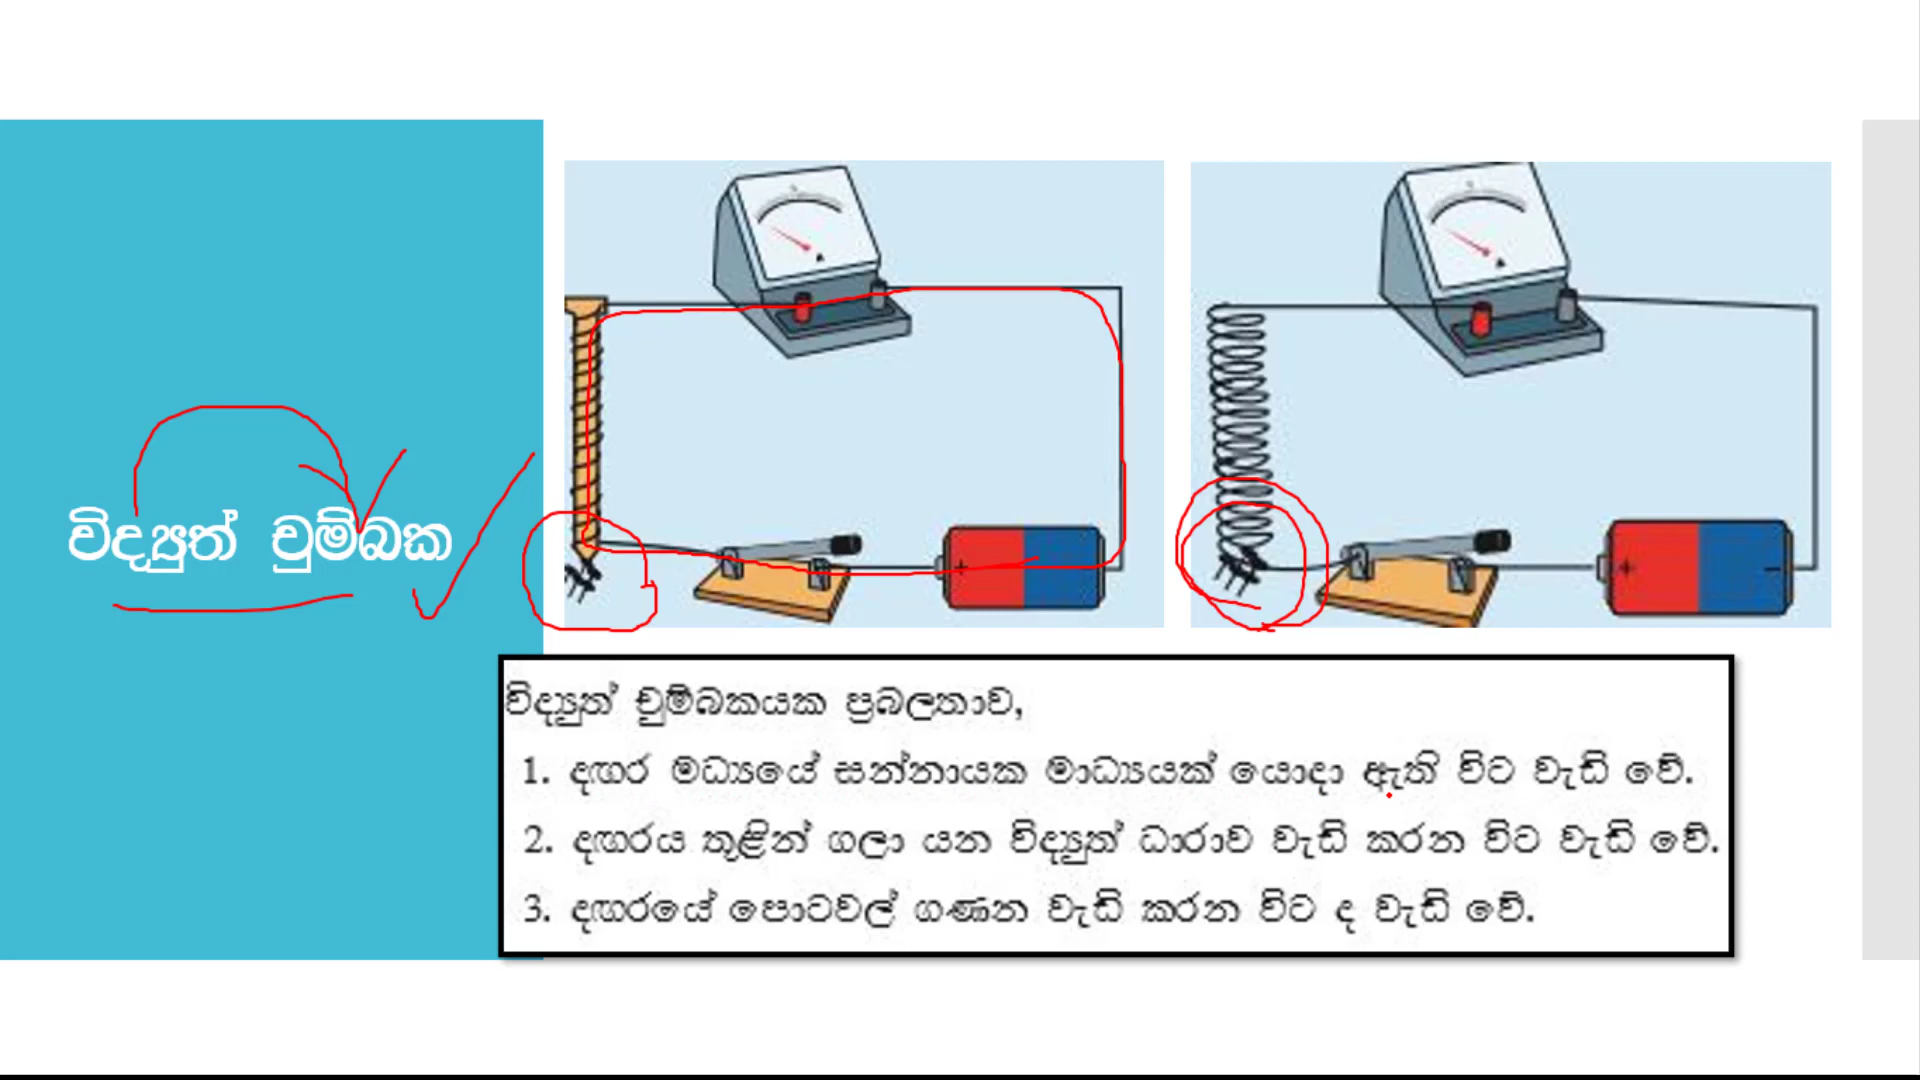 විද්‍යුත් චුම්බක
විද්‍යුත් චුම්බකයක ප්‍රබලතාව,
1. දඟර මධ්‍යයේ සන්නායක මාධ්‍යයක් යොදා ඇති විට වැඩි වේ.
2. දඟරය තුළින් ගලා යන විද්‍යුත් ධාරාව වැඩි කරන විට වැඩි වේ.
3. දඟරයේ පොටවල් ගණන වැඩි කරන විට ද වැඩි වේ.